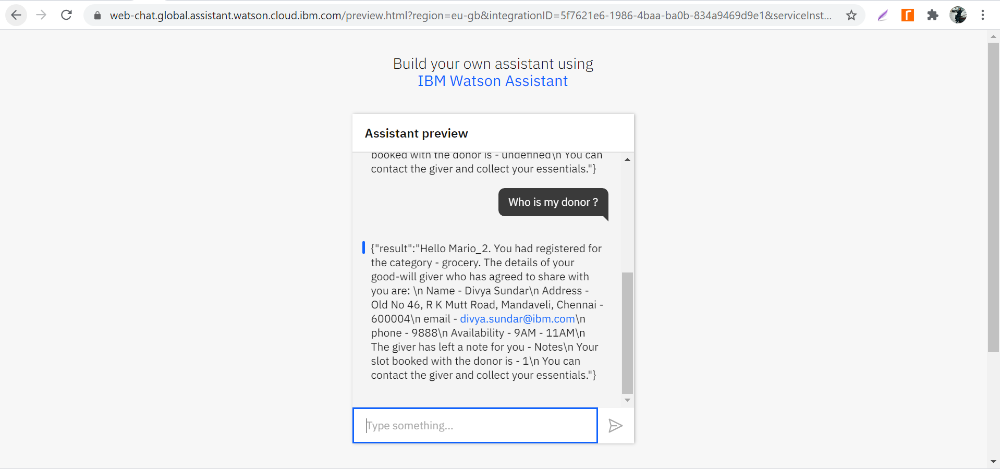 web-chat.global.assistant.watson.cloud.ibm.com/preview.html?region=eu-gb&integrationID=5f7621e6-1986-4baa-ba0b-834a9469d9e1&serviceInst...
Build your own assistant using
IBM Watson Assistant
Assistant preview
booked with the donor is - undefined\n You can
contact the giver and collect your essentials."}
Who is my donor ?
{"result":"Hello Mario_2. You had registered for
the category - grocery. The details of your
good-will giver who has agreed to share with
you are: \n Name - Divya Sundar\n Address -
Old No 46, R K Mutt Road, Mandaveli, Chennai -
600004\n email - divya.sundar@ibm.com\n
phone - 9888\n Availability - 9AM - 11AM\n
The giver has left a note for you - Notes\n Your
slot booked with the donor is - 1\n You can
contact the giver and collect your essentials."}
Type something...